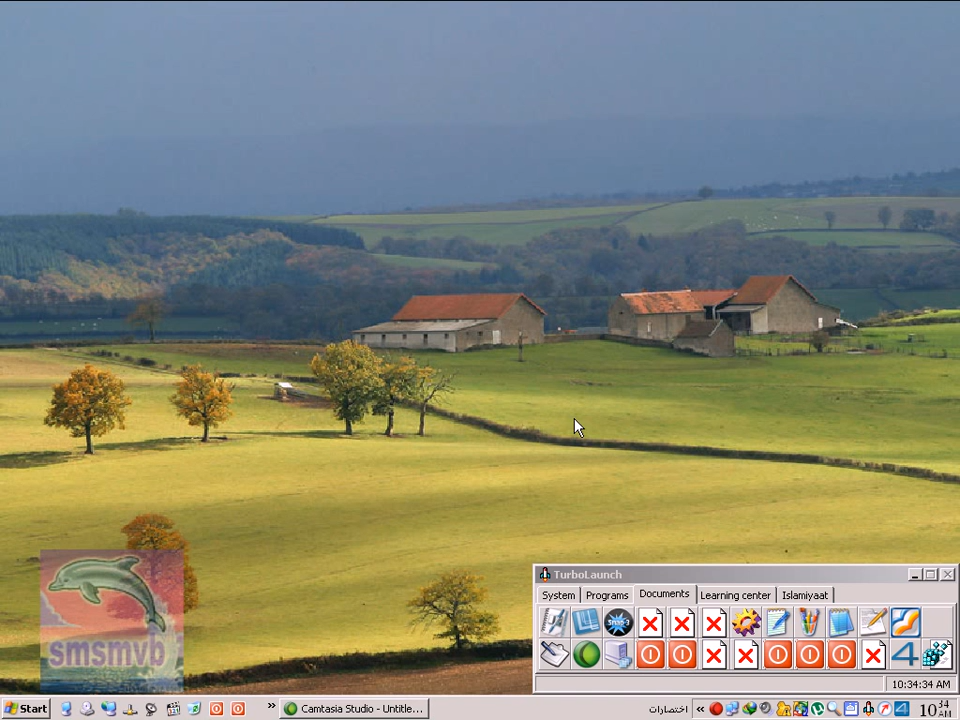 smsmvb
TurboLaunch
System Programs Documents Learning center Islamiyaat
10:34:34 AM
Start
Camtasia Studio - Untitle...
اختصارات
10 34 AM